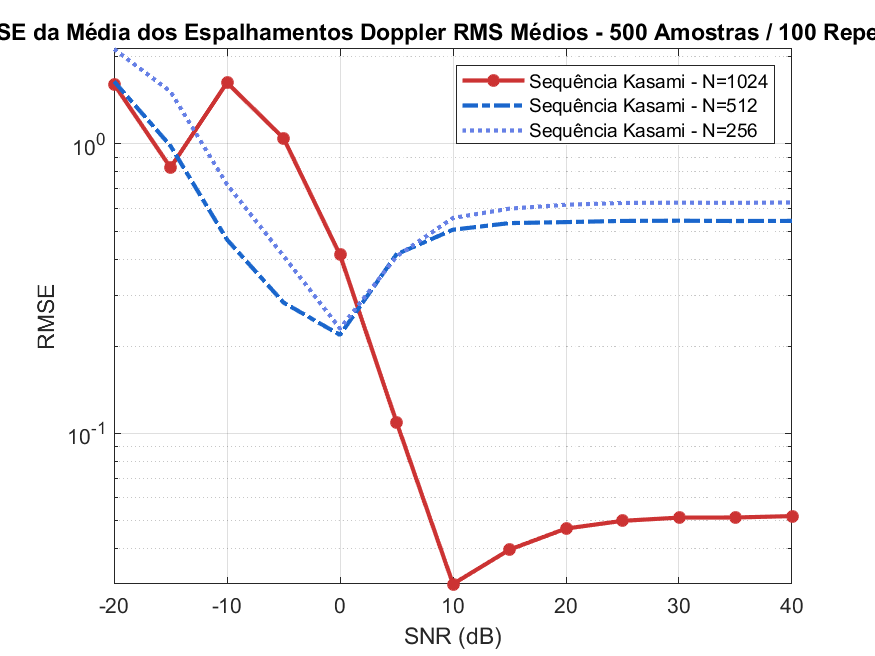 SE da Média dos Espalhamentos Doppler RMS Médios - 500 Amostras / 100 Repe
Sequência Kasami - N=1024
Sequência Kasami - N=512
Sequência Kasami - N=256
10^0
10^-1
RMSE
-20 -10 0 10 20 30 40
SNR (dB)